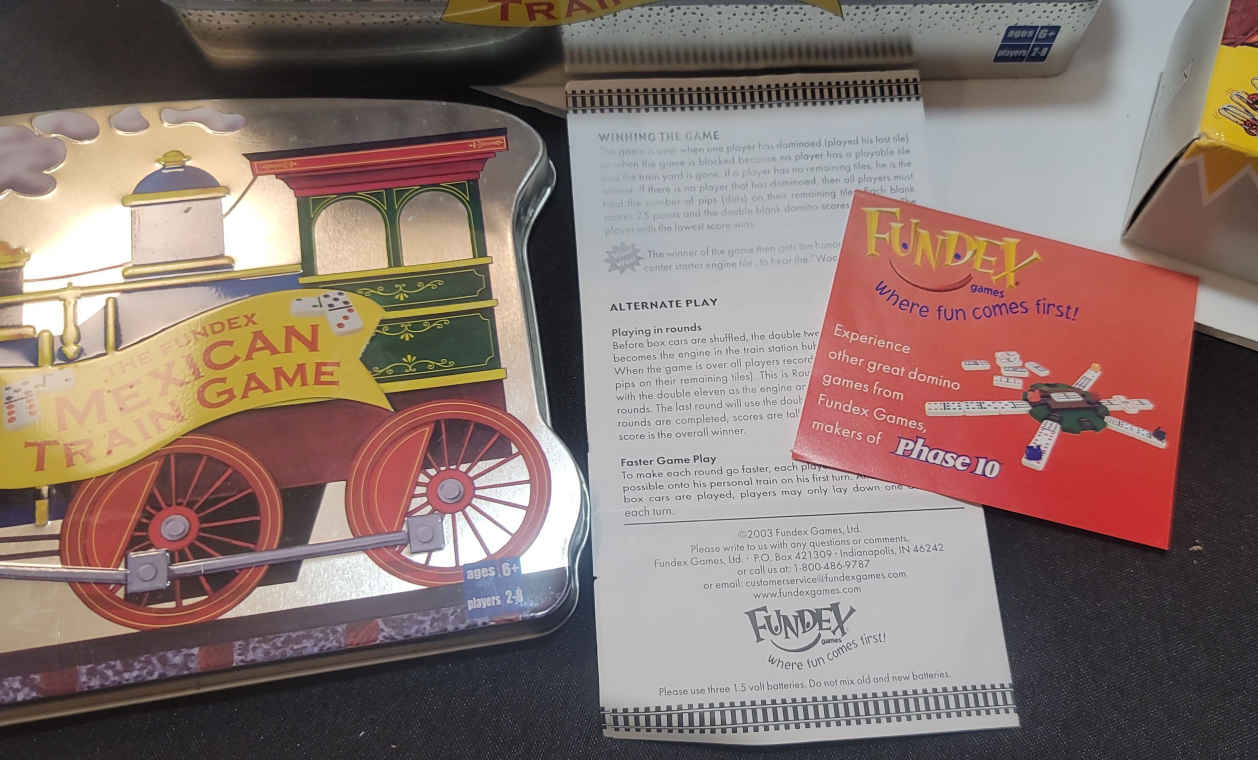 TRAIN
ages 6+
players 2-8
THE FUNDEX
MEXICAN
TRAIN GAME
ages 6+
players 2-8
WINNING THE GAME
The game is over when one player has dominoed (played his last tile)
or when the game is blocked because no player has a playable tile
and the train yard is gone. If a player has no remaining tiles, he is the
winner. If there is no player that has dominoed, then all players must
total the number of pips (dots) on their remaining tiles. Each blank
scores 25 points and the double blank domino scores
player with the lowest score wins.
The winner of the game then gets the honor
center starter engine tile, to hear the "Woo
ALTERNATE PLAY
Playing in rounds
Before box cars are shuffled, the double twe
becomes the engine in the train station hub
When the game is over all players record
pips on their remaining tiles). This is Rou
with the double eleven as the engine an
rounds. The last round will use the doub
rounds are completed, scores are tal
score is the overall winner.
Faster Game Play
To make each round go faster, each play
possible onto his personal train on his first turn.
box cars are played, players may only lay down one
each turn.
©2003 Fundex Games, Ltd.
Please write to us with any questions or comments,
Fundex Games, Ltd. · P.O. Box 421309 · Indianapolis, IN 46242
or call us at: 1-800-486-9787
or email: customerservice@fundexgames.com
www.fundexgames.com
FUNDEX
games
where fun comes first!
Please use three 1.5 volt batteries. Do not mix old and new batteries.
FUNDEX
games
where fun comes first!
Experience
other great domino
games from
Fundex Games,
makers of Phase 10